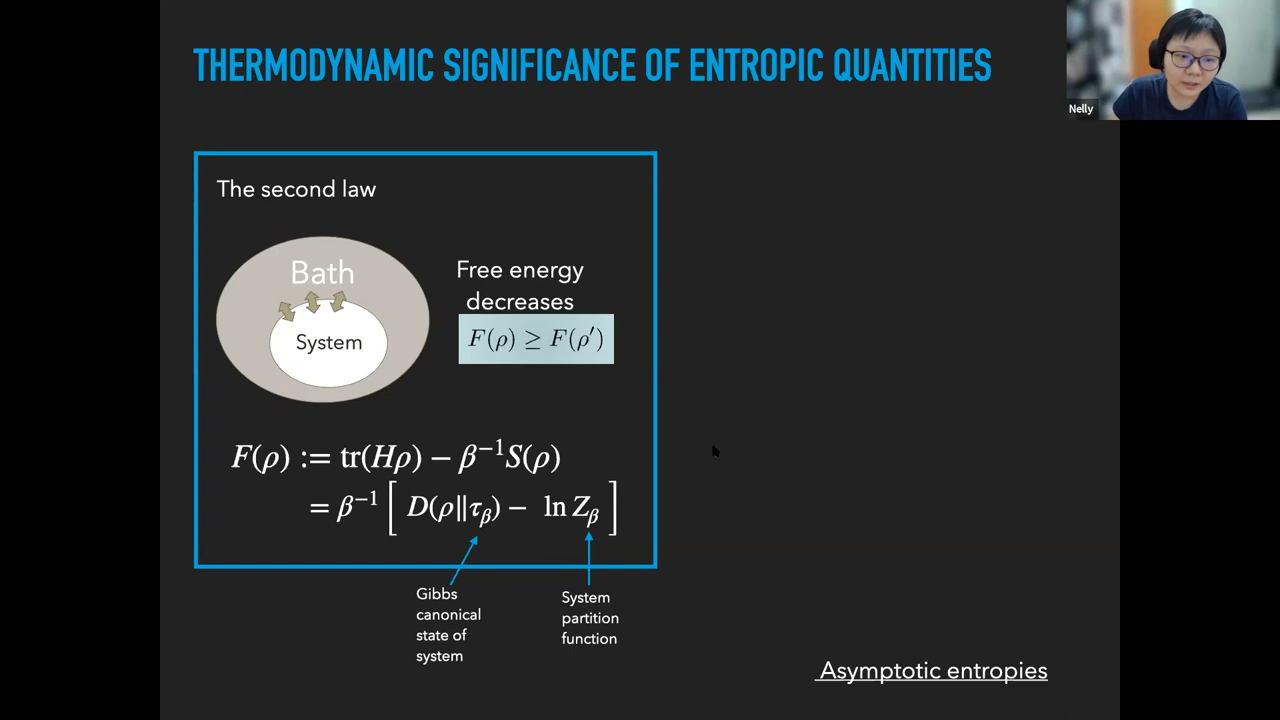 THERMODYNAMIC SIGNIFICANCE OF ENTROPIC QUANTITIES
Nelly
The second law
Bath
System
Free energy
decreases
F(ρ) ≥ F(ρ′)
F(ρ) := tr(Hρ) − β⁻¹S(ρ)
= β⁻¹ [ D(ρ‖τ_β) − ln Z_β ]
Gibbs
canonical
state of
system
System
partition
function
Asymptotic entropies